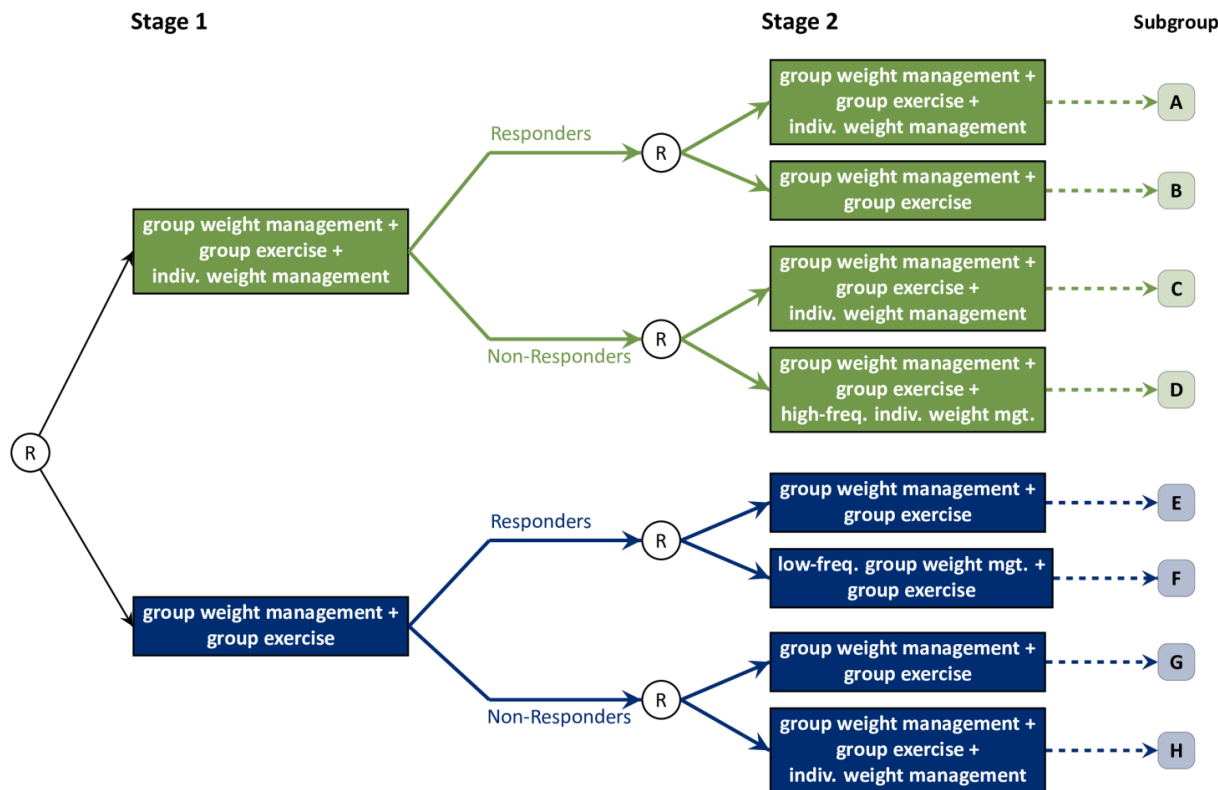 Stage 1
Stage 2
Subgroup
group weight management +
group exercise +
indiv. weight management
A
Responders
R
group weight management +
group exercise
B
group weight management +
group exercise +
indiv. weight management
group weight management +
group exercise +
indiv. weight management
C
R
Non-Responders
group weight management +
group exercise +
high-freq. indiv. weight mgt.
D
R
group weight management +
group exercise
E
Responders
R
low-freq. group weight mgt. +
group exercise
F
group weight management +
group exercise
group weight management +
group exercise
G
R
Non-Responders
group weight management +
group exercise +
indiv. weight management
H